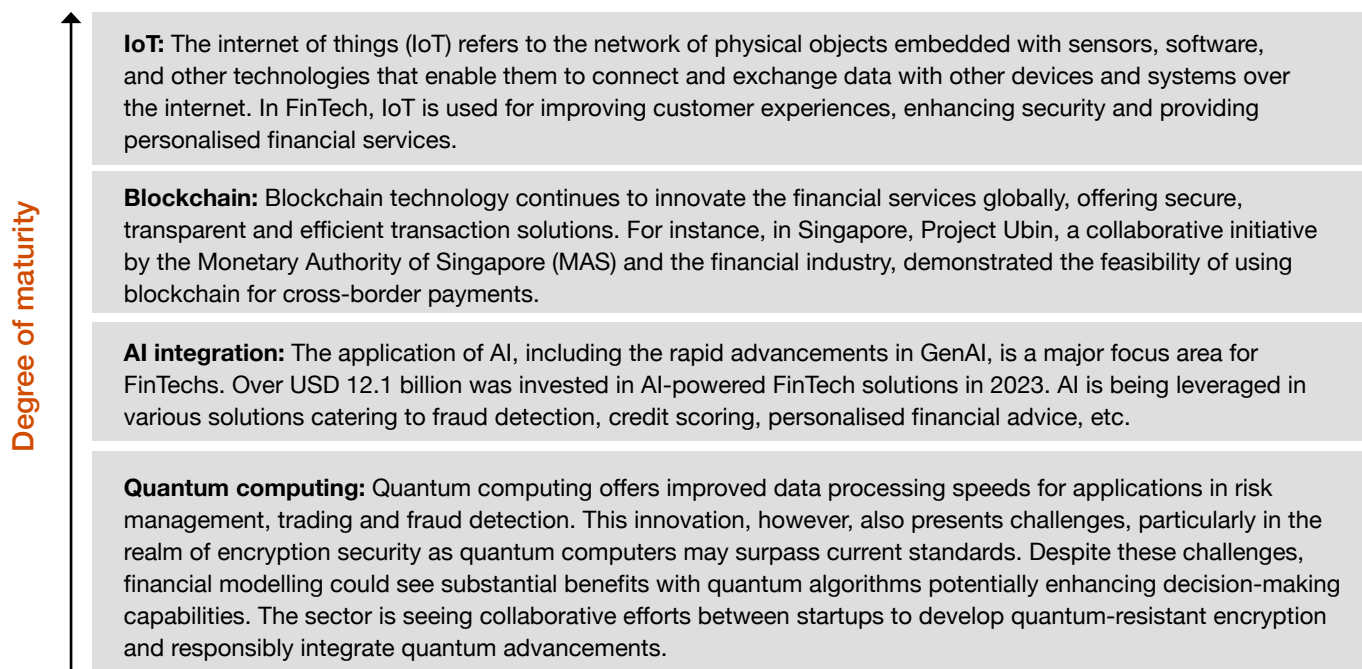 Degree of maturity
IoT: The internet of things (IoT) refers to the network of physical objects embedded with sensors, software,
and other technologies that enable them to connect and exchange data with other devices and systems over
the internet. In FinTech, IoT is used for improving customer experiences, enhancing security and providing
personalised financial services.
Blockchain: Blockchain technology continues to innovate the financial services globally, offering secure,
transparent and efficient transaction solutions. For instance, in Singapore, Project Ubin, a collaborative initiative
by the Monetary Authority of Singapore (MAS) and the financial industry, demonstrated the feasibility of using
blockchain for cross-border payments.
AI integration: The application of AI, including the rapid advancements in GenAI, is a major focus area for
FinTechs. Over USD 12.1 billion was invested in AI-powered FinTech solutions in 2023. AI is being leveraged in
various solutions catering to fraud detection, credit scoring, personalised financial advice, etc.
Quantum computing: Quantum computing offers improved data processing speeds for applications in risk
management, trading and fraud detection. This innovation, however, also presents challenges, particularly in the
realm of encryption security as quantum computers may surpass current standards. Despite these challenges,
financial modelling could see substantial benefits with quantum algorithms potentially enhancing decision-making
capabilities. The sector is seeing collaborative efforts between startups to develop quantum-resistant encryption
and responsibly integrate quantum advancements.